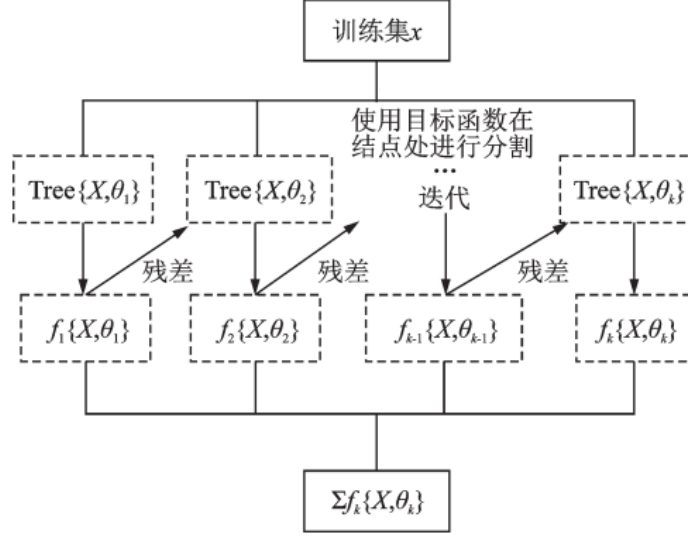 训练集x
使用目标函数在
结点处进行分割
…
迭代
Tree{X,θ₁}
Tree{X,θ₂}
Tree{X,θₖ}
残差
残差
残差
f₁{X,θ₁}
f₂{X,θ₂}
fₖ₋₁{X,θₖ₋₁}
fₖ{X,θₖ}
Σfₖ{X,θₖ}